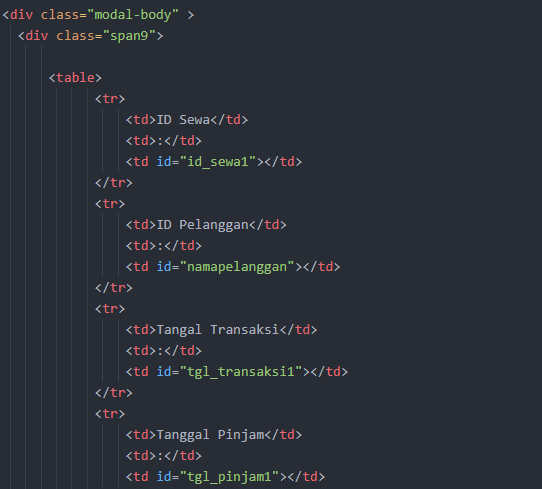 <div class="modal-body" >
<div class="span9">
<table>
<tr>
<td>ID Sewa</td>
<td>:</td>
<td id="id_sewa1"></td>
</tr>
<tr>
<td>ID Pelanggan</td>
<td>:</td>
<td id="namapelanggan"></td>
</tr>
<tr>
<td>Tangal Transaksi</td>
<td>:</td>
<td id="tgl_transaksi1"></td>
</tr>
<tr>
<td>Tanggal Pinjam</td>
<td>:</td>
<td id="tgl_pinjam1"></td>